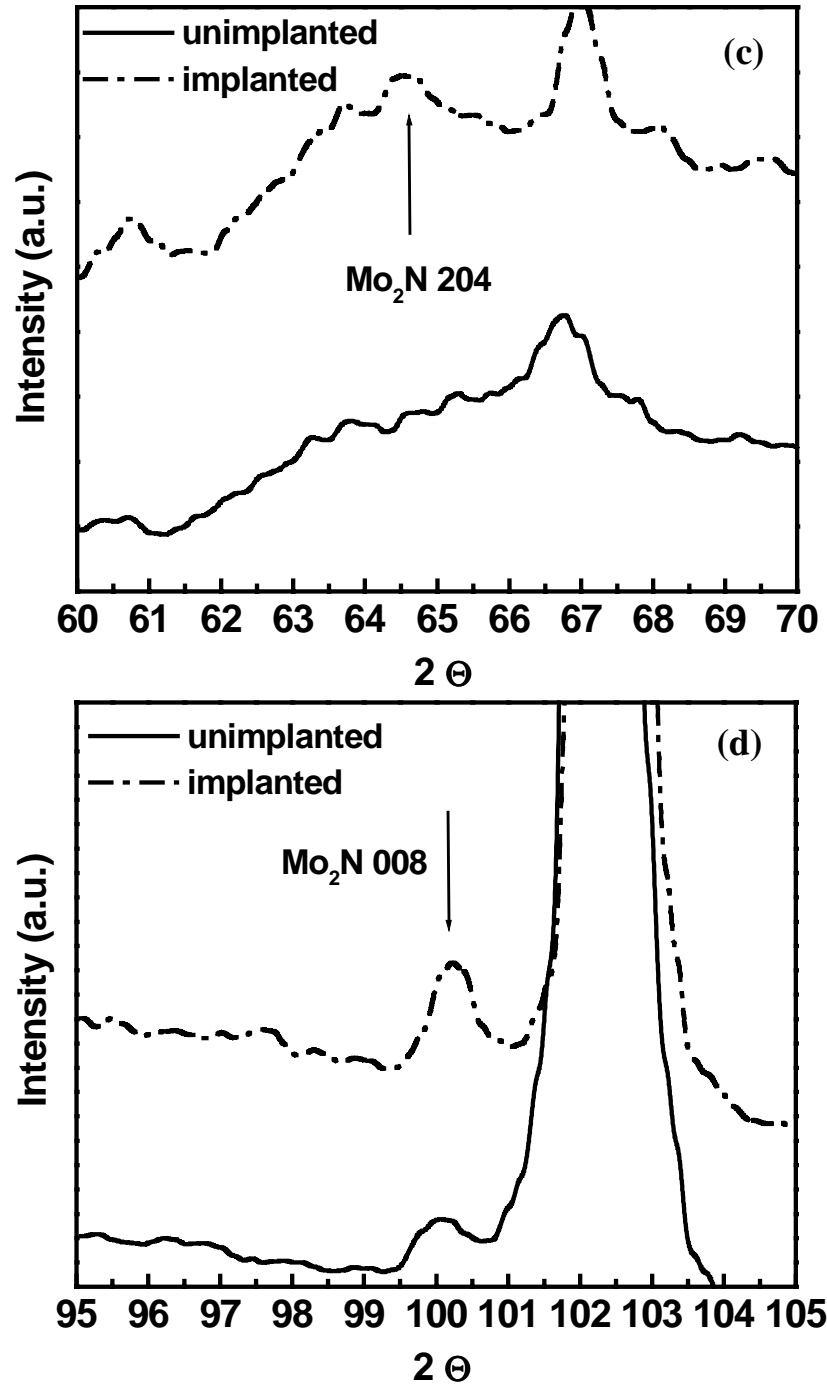 unimplanted
implanted
(c)
Intensity (a.u.)
Mo₂N 204
60 61 62 63 64 65 66 67 68 69 70
2 Θ
unimplanted
implanted
(d)
Mo₂N 008
Intensity (a.u.)
95 96 97 98 99 100 101 102 103 104 105
2 Θ